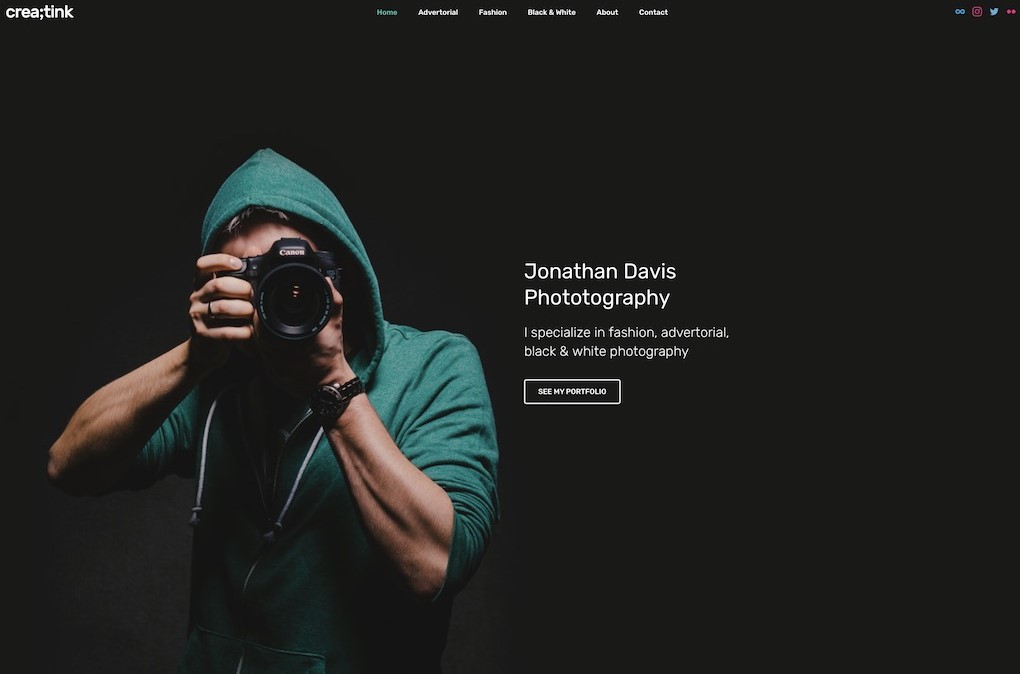 crea;tink
Home Advertorial Fashion Black & White About Contact
Canon
Jonathan Davis
Phototography
I specialize in fashion, advertorial,
black & white photography
SEE MY PORTFOLIO